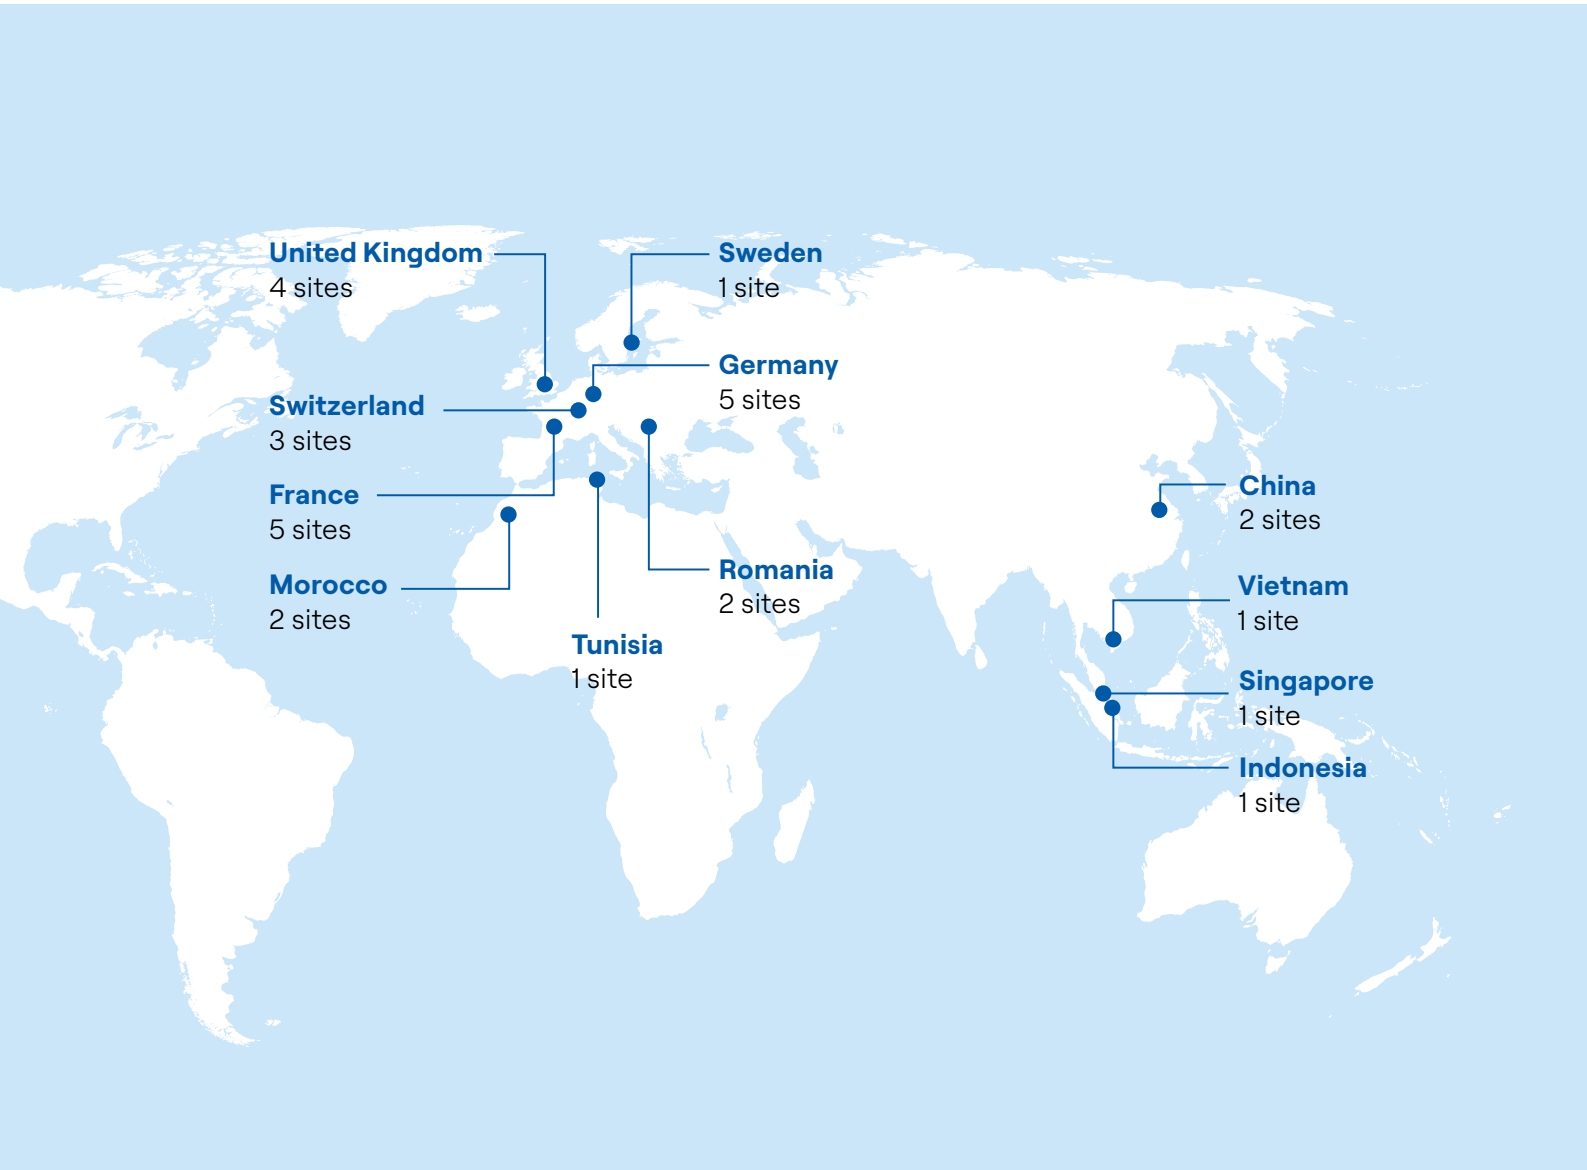 United Kingdom
4 sites
Sweden
1 site
Germany
5 sites
Switzerland
3 sites
France
5 sites
China
2 sites
Morocco
2 sites
Romania
2 sites
Vietnam
1 site
Tunisia
1 site
Singapore
1 site
Indonesia
1 site